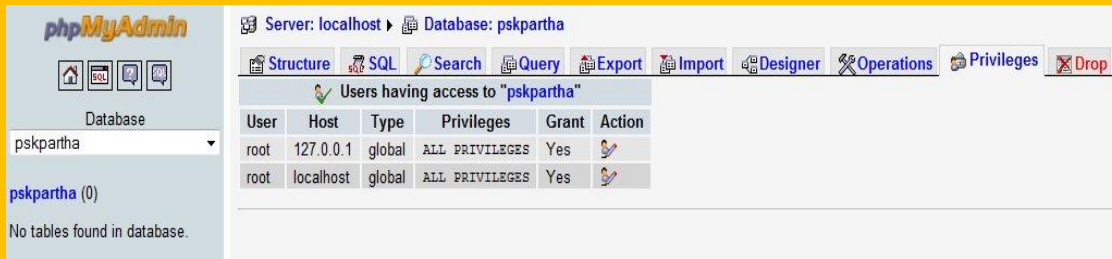 phpMyAdmin
SQL
Database
pskpartha
pskpartha (0)
No tables found in database.
Server: localhost Database: pskpartha
Structure SQL Search Query Export Import Designer Operations Privileges Drop
Users having access to "pskpartha"
User Host Type Privileges Grant Action
root 127.0.0.1 global ALL PRIVILEGES Yes
root localhost global ALL PRIVILEGES Yes